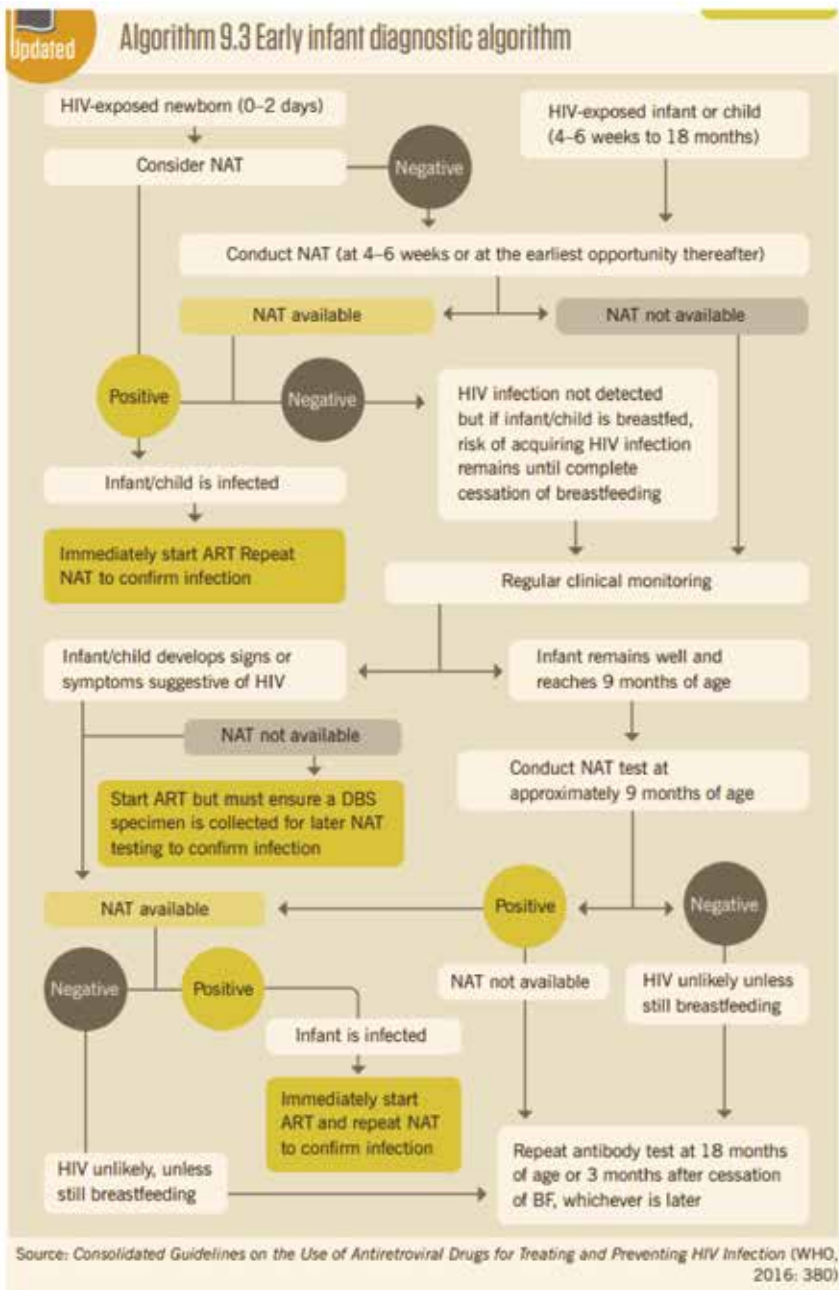 Updated
Algorithm 9.3 Early infant diagnostic algorithm
HIV-exposed newborn (0–2 days)
HIV-exposed infant or child
(4–6 weeks to 18 months)
Consider NAT
Negative
Conduct NAT (at 4–6 weeks or at the earliest opportunity thereafter)
NAT available
NAT not available
Positive
Negative
HIV infection not detected
but if infant/child is breastfed,
risk of acquiring HIV infection
remains until complete
cessation of breastfeeding
Infant/child is infected
Immediately start ART Repeat
NAT to confirm infection
Regular clinical monitoring
Infant/child develops signs or
symptoms suggestive of HIV
Infant remains well and
reaches 9 months of age
NAT not available
Conduct NAT test at
approximately 9 months of age
Start ART but must ensure a DBS
specimen is collected for later NAT
testing to confirm infection
NAT available
Positive
Negative
Negative
Positive
NAT not available
HIV unlikely unless
still breastfeeding
Infant is infected
Immediately start
ART and repeat NAT
to confirm infection
HIV unlikely, unless
still breastfeeding
Repeat antibody test at 18 months
of age or 3 months after cessation
of BF, whichever is later
Source: Consolidated Guidelines on the Use of Antiretroviral Drugs for Treating and Preventing HIV Infection (WHO,
2016: 380)